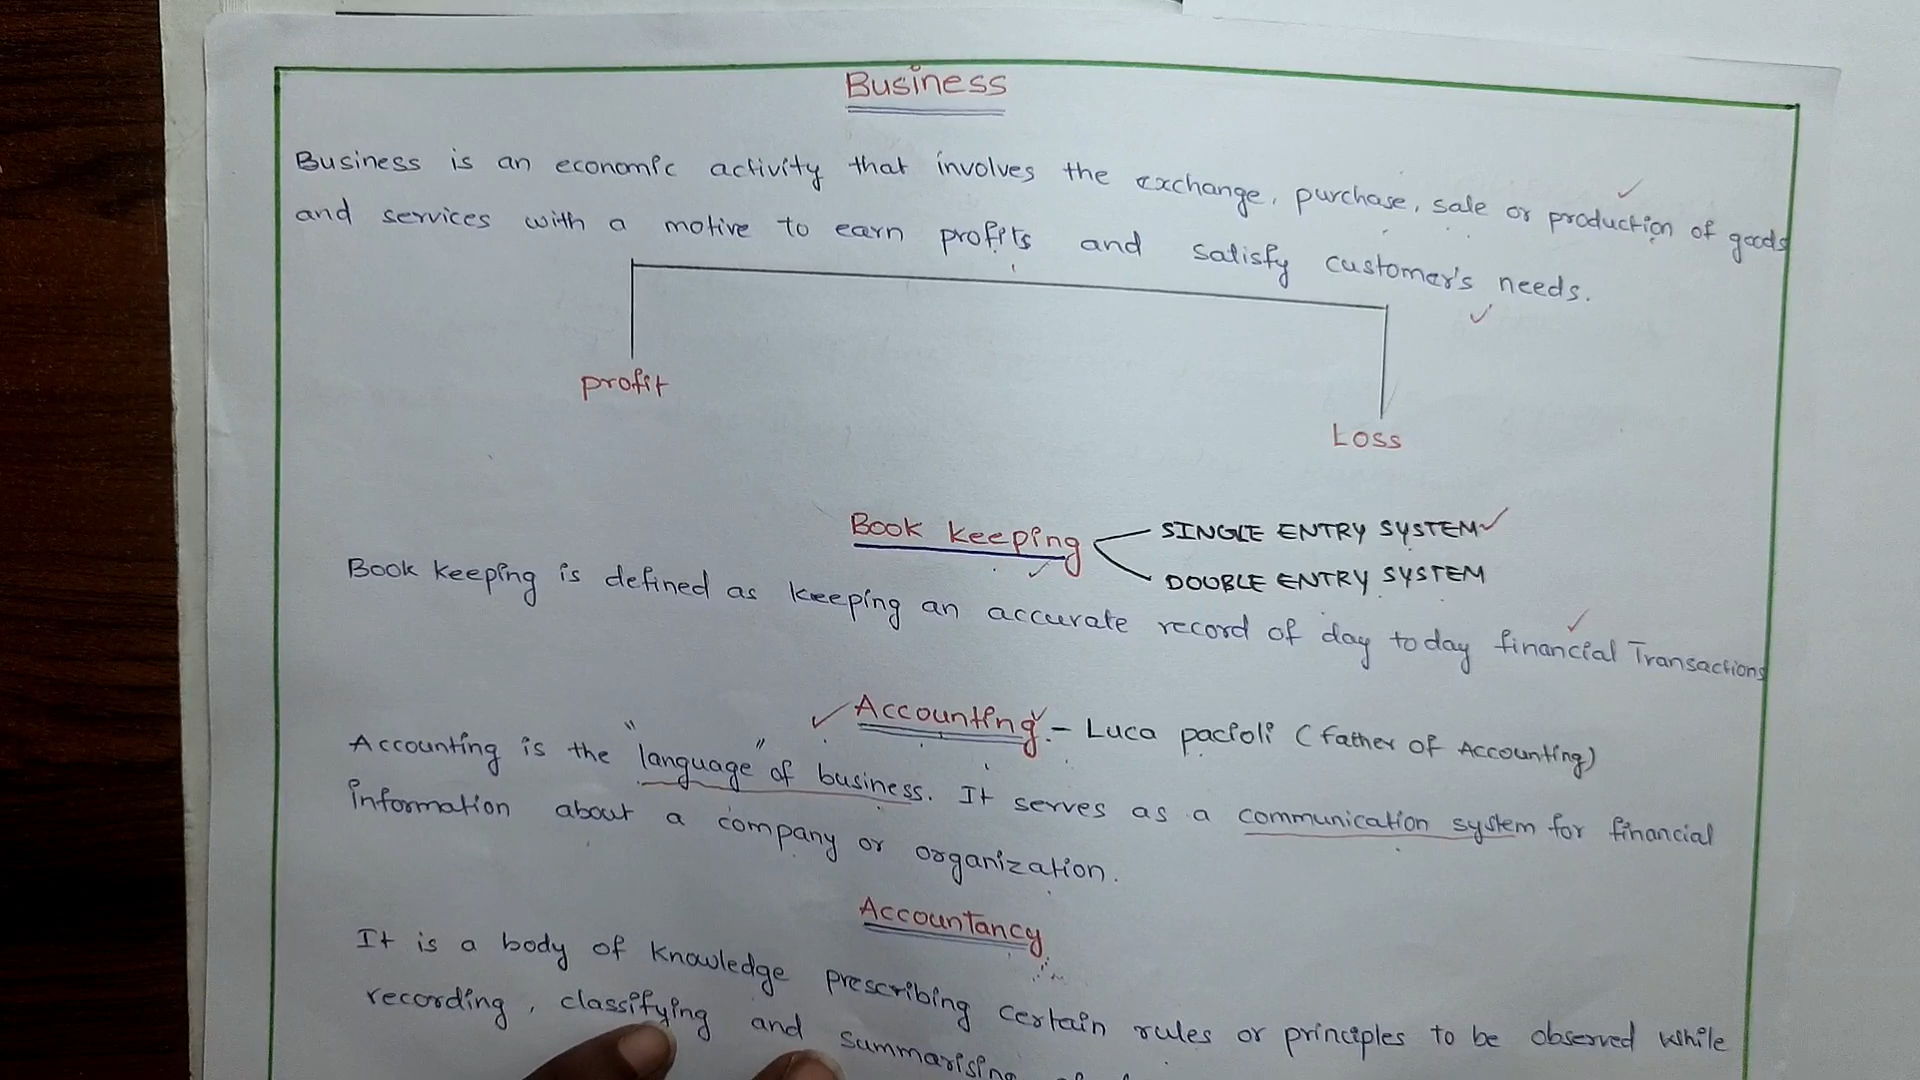 Business
Business is an economic activity that involves the exchange, purchase, sale or production of goods
and services with a motive to earn profits and satisfy customer's needs.
profit
Loss
Book keeping
SINGLE ENTRY SYSTEM
DOUBLE ENTRY SYSTEM
Book keeping is defined as keeping an accurate record of day to day financial Transactions
Accounting - Luca pacioli (father of Accounting)
Accounting is the "language" of business. It serves as a communication system for financial
information about a company or organization.
Accountancy
It is a body of knowledge prescribing certain rules or principles to be observed while
recording, classifying and summarising